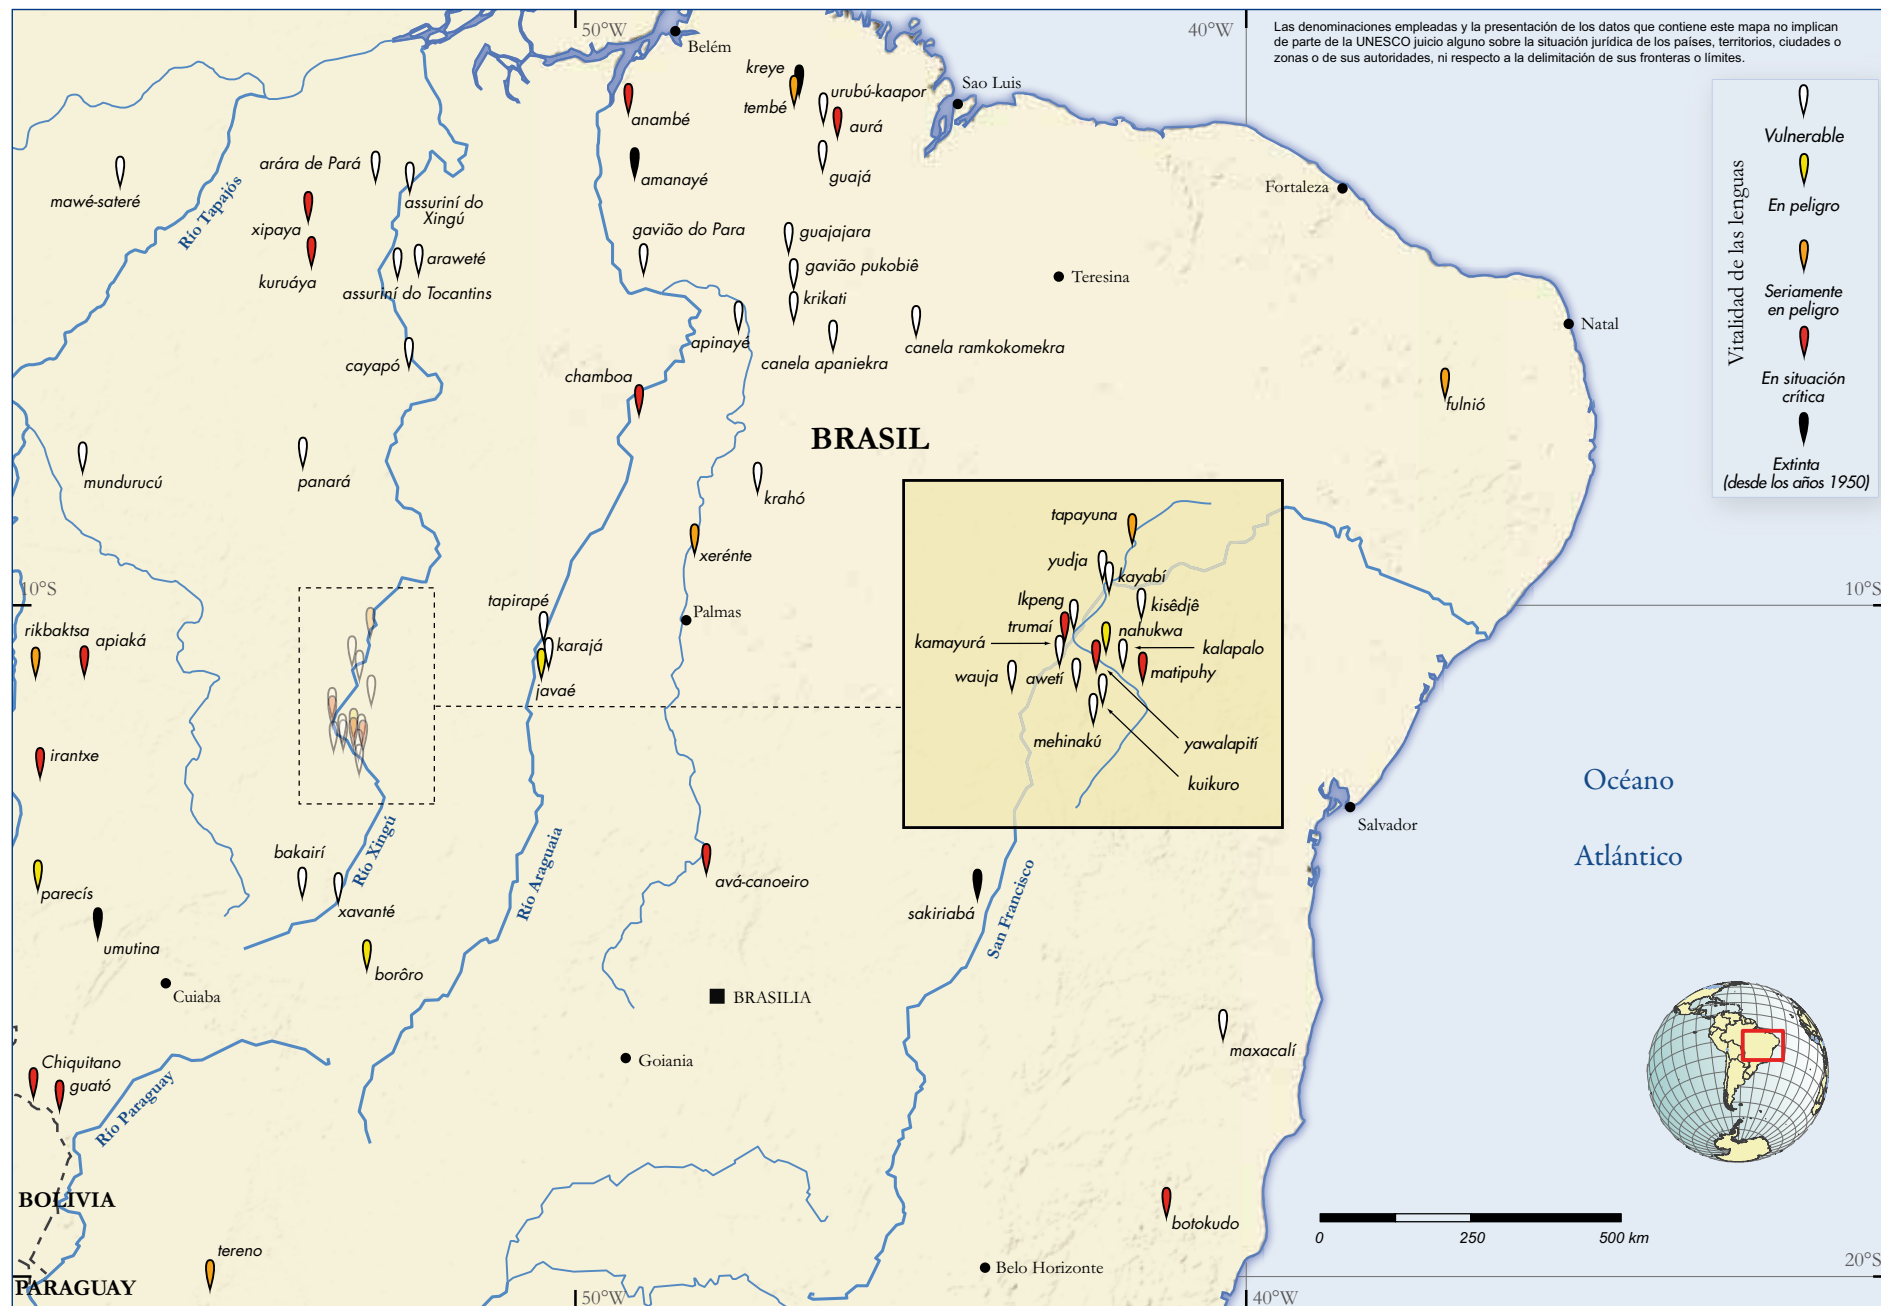 50°W
40°W
Las denominaciones empleadas y la presentación de los datos que contiene este mapa no implican
de parte de la UNESCO juicio alguno sobre la situación jurídica de los países, territorios, ciudades o
zonas o de sus autoridades, ni respecto a la delimitación de sus fronteras o límites.
Vitalidad de las lenguas
Vulnerable
En peligro
Seriamente
en peligro
En situación
crítica
Extinta
(desde los años 1950)
Belém
kreye
tembé
urubú-kaapor
aurá
Sao Luis
anambé
amanayé
guajá
arára de Pará
assuriní do
Xingú
mawé-sateré
Río Tapajós
xipaya
kuruáya
araweté
assuriní do Tocantins
gavião do Para
guajajara
gavião pukobiê
krikati
Fortaleza
Teresina
Natal
apinayé
canela apaniekra
canela ramkokomekra
cayapó
chamboa
fulnió
BRASIL
mundurucú
panará
krahó
xerénte
tapayuna
yudja
kayabí
Ikpeng
kisêdjê
trumaí
nahukwa
kamayurá
kalapalo
wauja
awetí
matipuhy
mehinakú
yawalapití
kuikuro
10°S
10°S
rikbaktsa
apiaká
tapirapé
karajá
javaé
Palmas
irantxe
Océano
Atlántico
Salvador
bakairí
Río Xingú
Río Araguaia
avá-canoeiro
sakiriabá
San Francisco
parecís
xavanté
umutina
borôro
Cuiaba
BRASILIA
Goiania
maxacalí
Chiquitano
guató
Río Paraguay
BOLIVIA
PARAGUAY
tereno
botokudo
Belo Horizonte
0
250
500 km
20°S
50°W
40°W